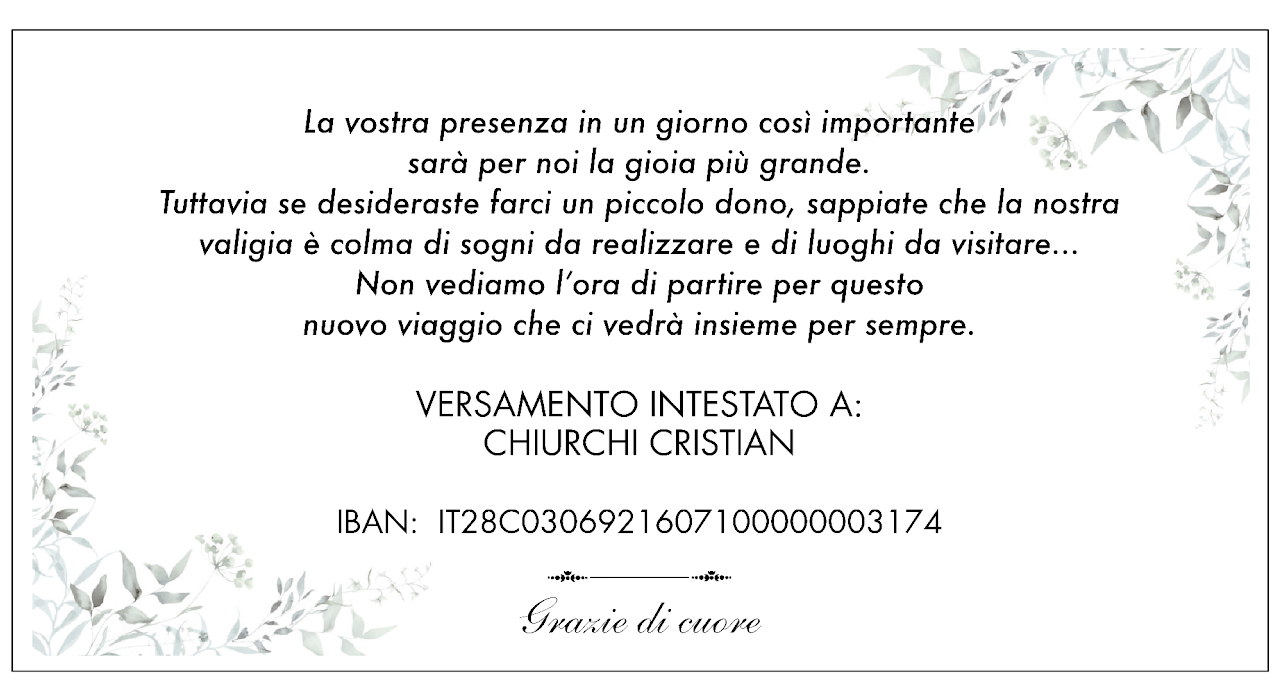 La vostra presenza in un giorno così importante
sarà per noi la gioia più grande.
Tuttavia se desideraste farci un piccolo dono, sappiate che la nostra
valigia è colma di sogni da realizzare e di luoghi da visitare...
Non vediamo l'ora di partire per questo
nuovo viaggio che ci vedrà insieme per sempre.
VERSAMENTO INTESTATO A:
CHIURCHI CRISTIAN
IBAN: IT28C0306921607100000003174
Grazie di cuore